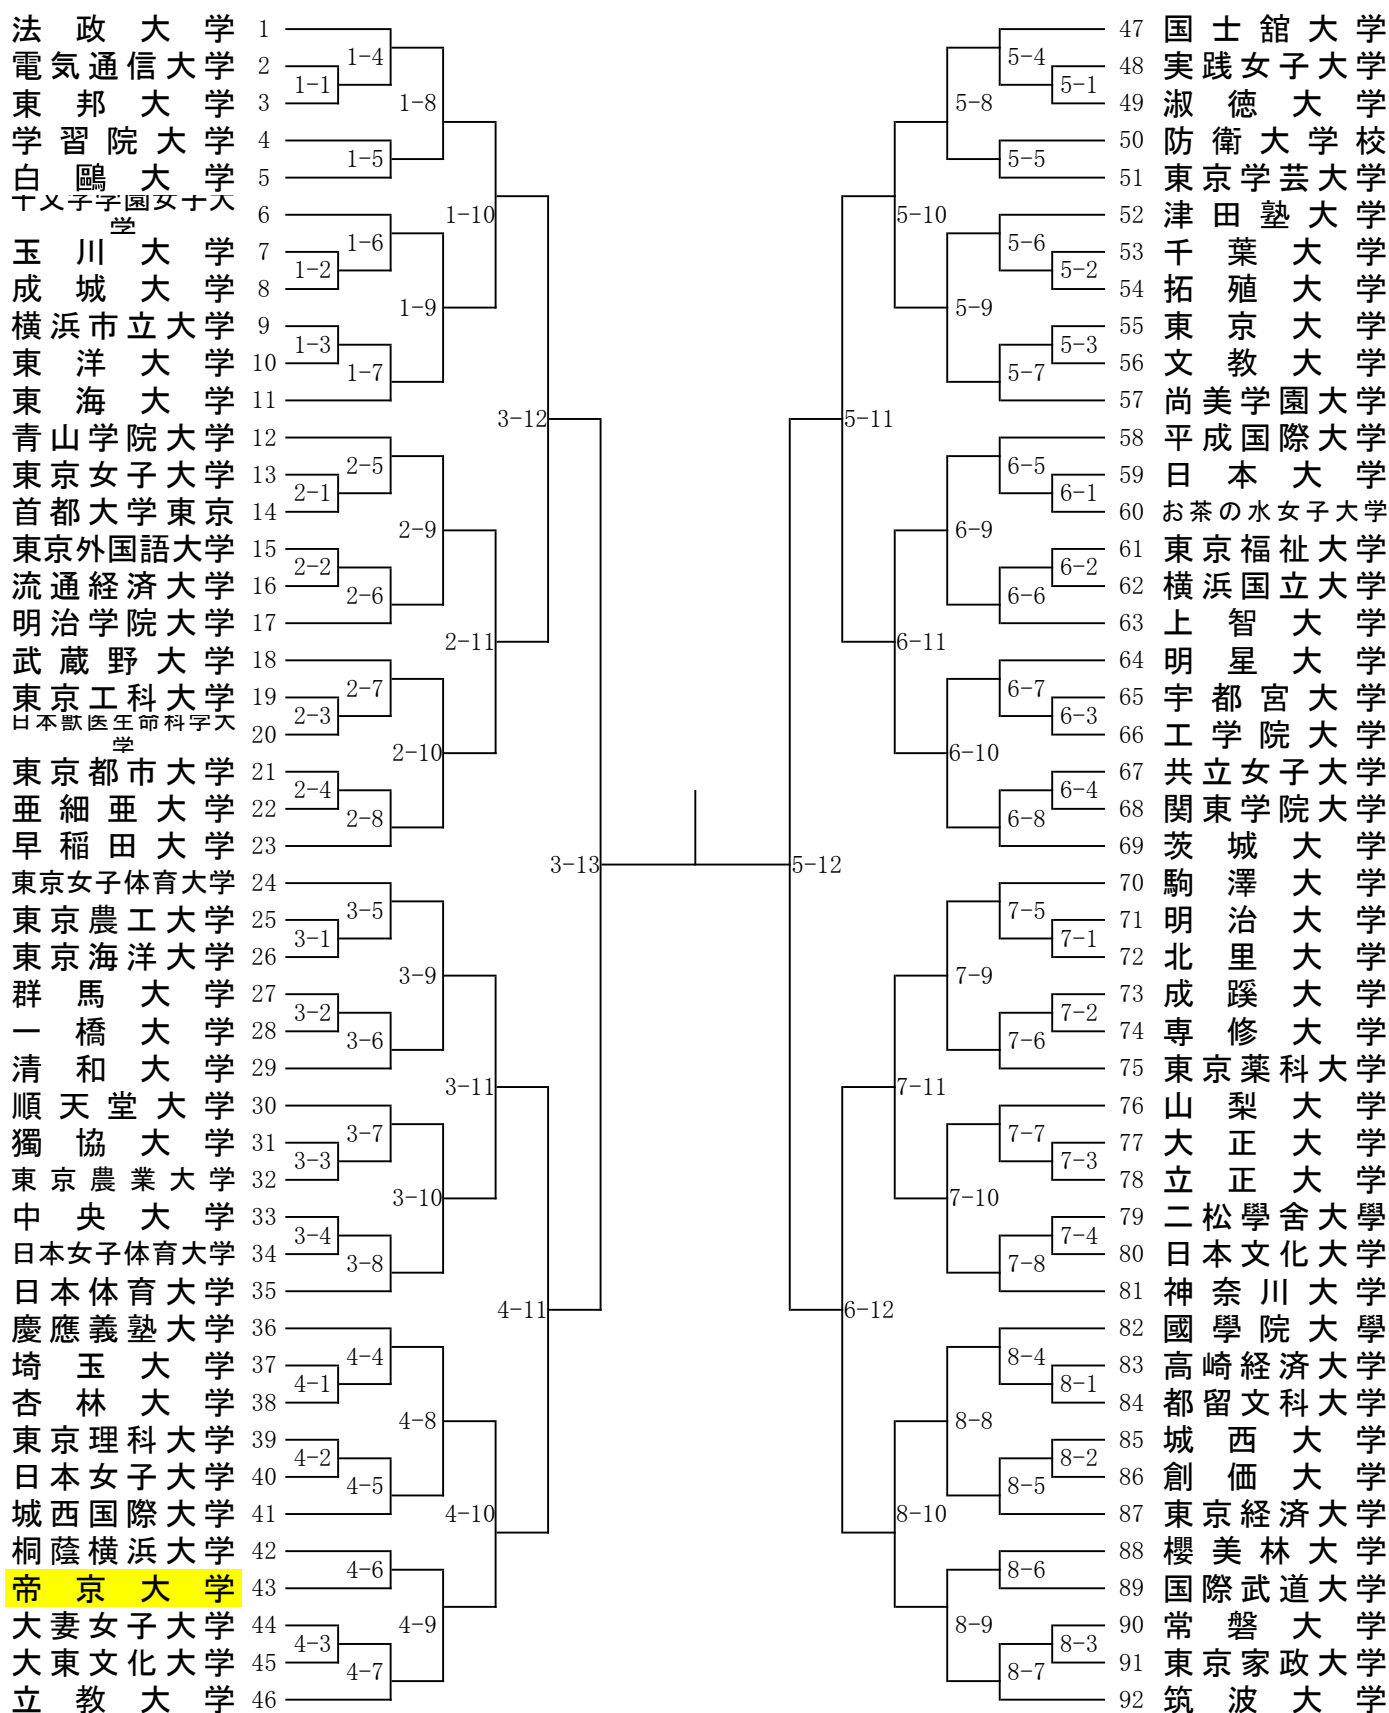 法政大学 1
電気通信大学 2
東邦大学 3
学習院大学 4
白鷗大学 5
十文字学園女子大
学 6
玉川大学 7
成城大学 8
横浜市立大学 9
東洋大学 10
東海大学 11
青山学院大学 12
東京女子大学 13
首都大学東京 14
東京外国語大学 15
流通経済大学 16
明治学院大学 17
武蔵野大学 18
東京工科大学 19
日本獣医生命科学大
学 20
東京都市大学 21
亜細亜大学 22
早稲田大学 23
東京女子体育大学 24
東京農工大学 25
東京海洋大学 26
群馬大学 27
一橋大学 28
清和大学 29
順天堂大学 30
獨協大学 31
東京農業大学 32
中央大学 33
日本女子体育大学 34
日本体育大学 35
慶應義塾大学 36
埼玉大学 37
杏林大学 38
東京理科大学 39
日本女子大学 40
城西国際大学 41
桐蔭横浜大学 42
帝京大学 43
大妻女子大学 44
大東文化大学 45
立教大学 46
1-1
1-2
1-3
2-1
2-2
2-3
2-4
3-1
3-2
3-3
3-4
4-1
4-2
4-3
1-4
1-5
1-6
1-7
2-5
2-6
2-7
2-8
3-5
3-6
3-7
3-8
4-4
4-5
4-6
4-7
1-8
1-9
2-9
2-10
3-9
3-10
4-8
4-9
1-10
2-11
3-11
4-10
3-12
4-11
3-13
5-12
5-11
6-12
5-10
6-11
7-11
8-10
5-8
5-9
6-9
6-10
7-9
7-10
8-8
8-9
5-4
5-5
5-6
5-7
6-5
6-6
6-7
6-8
7-5
7-6
7-7
7-8
8-4
8-5
8-6
8-7
5-1
5-2
5-3
6-1
6-2
6-3
6-4
7-1
7-2
7-3
7-4
8-1
8-2
8-3
47 国士舘大学
48 実践女子大学
49 淑徳大学
50 防衛大学校
51 東京学芸大学
52 津田塾大学
53 千葉大学
54 拓殖大学
55 東京大学
56 文教大学
57 尚美学園大学
58 平成国際大学
59 日本大学
60 お茶の水女子大学
61 東京福祉大学
62 横浜国立大学
63 上智大学
64 明星大学
65 宇都宮大学
66 工学院大学
67 共立女子大学
68 関東学院大学
69 茨城大学
70 駒澤大学
71 明治大学
72 北里大学
73 成蹊大学
74 専修大学
75 東京薬科大学
76 山梨大学
77 大正大学
78 立正大学
79 二松學舍大學
80 日本文化大学
81 神奈川大学
82 國學院大學
83 高崎経済大学
84 都留文科大学
85 城西大学
86 創価大学
87 東京経済大学
88 櫻美林大学
89 国際武道大学
90 常磐大学
91 東京家政大学
92 筑波大学